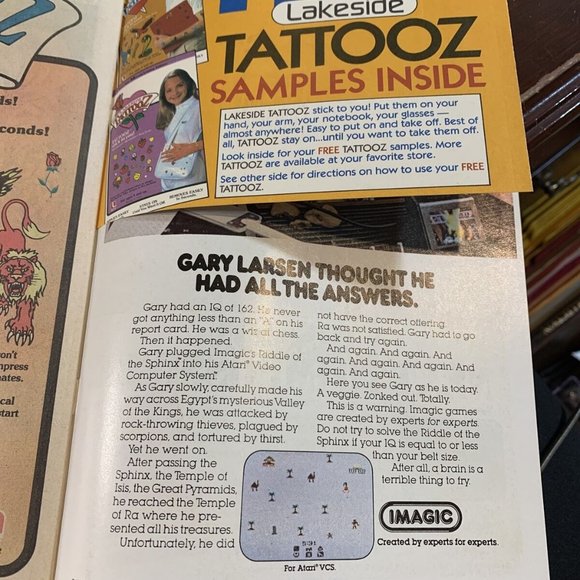 Lakeside
TATTOOZ
SAMPLES INSIDE
LAKESIDE TATTOOZ stick to you! Put them on your
hand, your arm, your notebook, your glasses —
almost anywhere! Easy to put on and take off. Best of
all, TATTOOZ stay on...until you want to take them off.
Look inside for your FREE TATTOOZ samples. More
TATTOOZ are available at your favorite store.
See other side for directions on how to use your FREE
TATTOOZ.
GARY LARSEN THOUGHT HE
HAD ALL THE ANSWERS.
Gary had an IQ of 162. He never
got anything less than an "A" on his
report card. He was a wiz at chess.
Then it happened.
Gary plugged Imagic's Riddle of
the Sphinx into his Atari® Video
Computer System™.
As Gary slowly, carefully made his
way across Egypt's mysterious Valley
of the Kings, he was attacked by
rock-throwing thieves, plagued by
scorpions, and tortured by thirst.
Yet he went on.
After passing the
Sphinx, the Temple of
Isis, the Great Pyramids,
he reached the Temple
of Ra where he pre-
sented all his treasures.
Unfortunately, he did
not have the correct offering.
Ra was not satisfied. Gary had to go
back and try again.
And again. And again. And
again. And again. And again.
And again. And again.
Here you see Gary as he is today.
A veggie. Zonked out. Totally.
This is a warning. Imagic games
are created by experts for experts.
Do not try to solve the Riddle of the
Sphinx if your IQ is equal to or less
than your belt size.
After all, a brain is a
terrible thing to fry.
IMAGIC
Created by experts for experts.
For Atari® VCS.
ds!
conds!
on't
mpress
nates.
ical
start